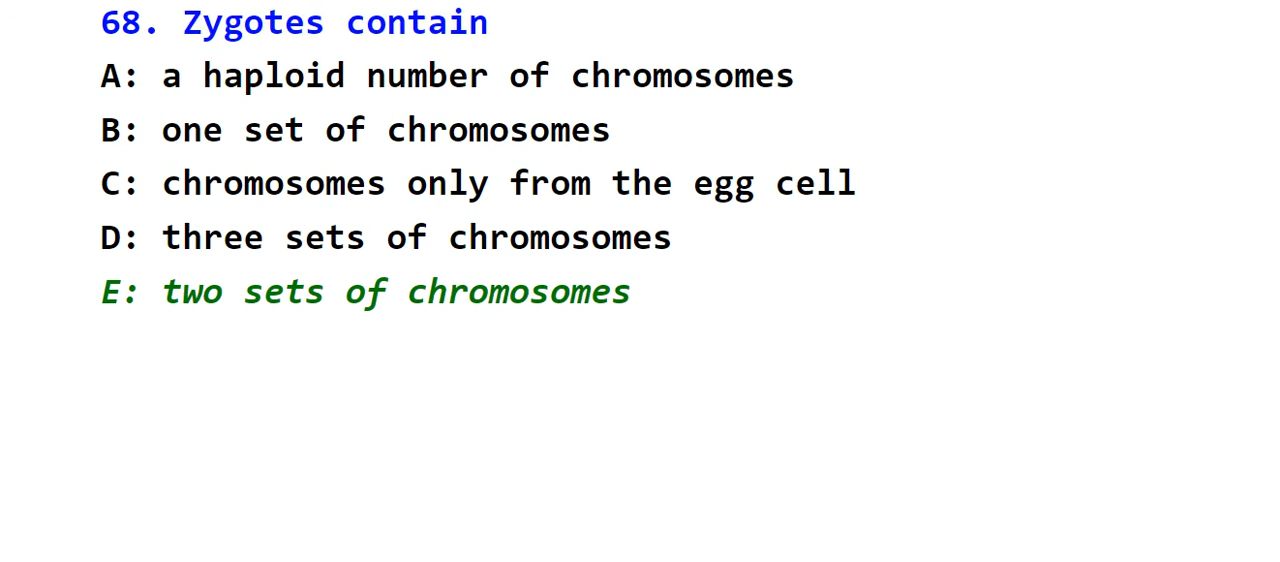 68. Zygotes contain
A: a haploid number of chromosomes
B: one set of chromosomes
C: chromosomes only from the egg cell
D: three sets of chromosomes
E: two sets of chromosomes